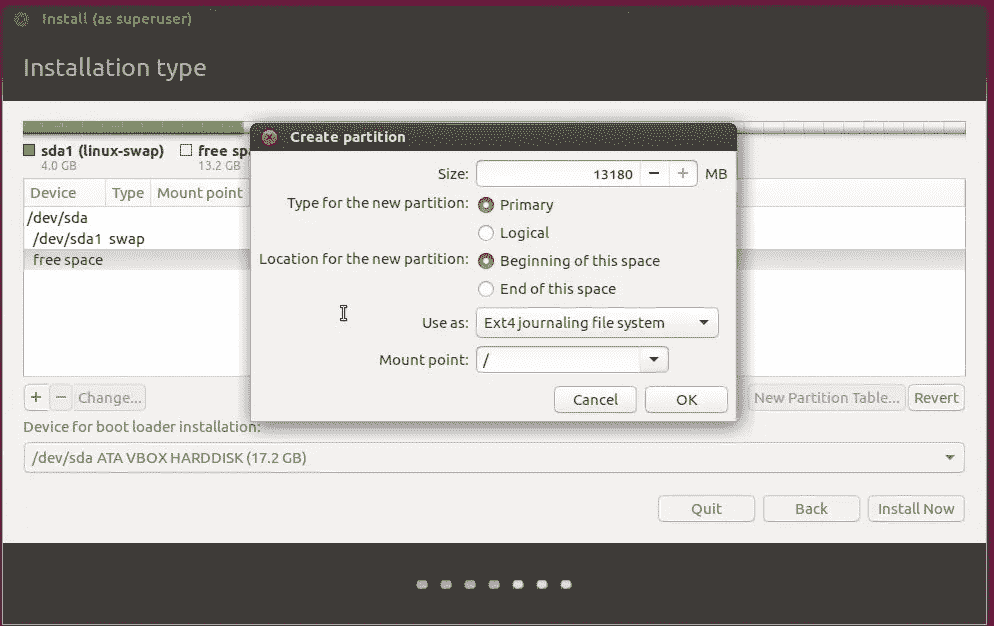 Install (as superuser)
Installation type
sda1 (linux-swap)
4.0 GB
free
13.2 GB
Device Type Mount point
/dev/sda
/dev/sda1 swap
free space
+ − Change...
New Partition Table... Revert
Device for boot loader installation:
/dev/sda ATA VBOX HARDDISK (17.2 GB)
Quit Back Install Now
Create partition
Size: 13180 − + MB
Type for the new partition: Primary
Logical
Location for the new partition: Beginning of this space
End of this space
Use as: Ext4 journaling file system
Mount point: /
Cancel OK